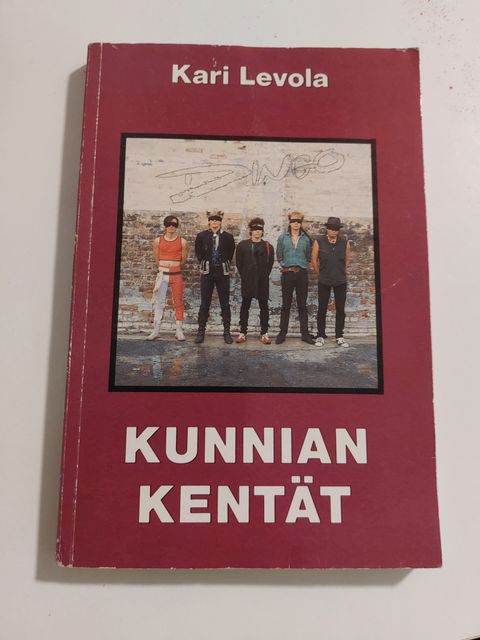 Kari Levola
DINGO
KUNNIAN
KENTÄT